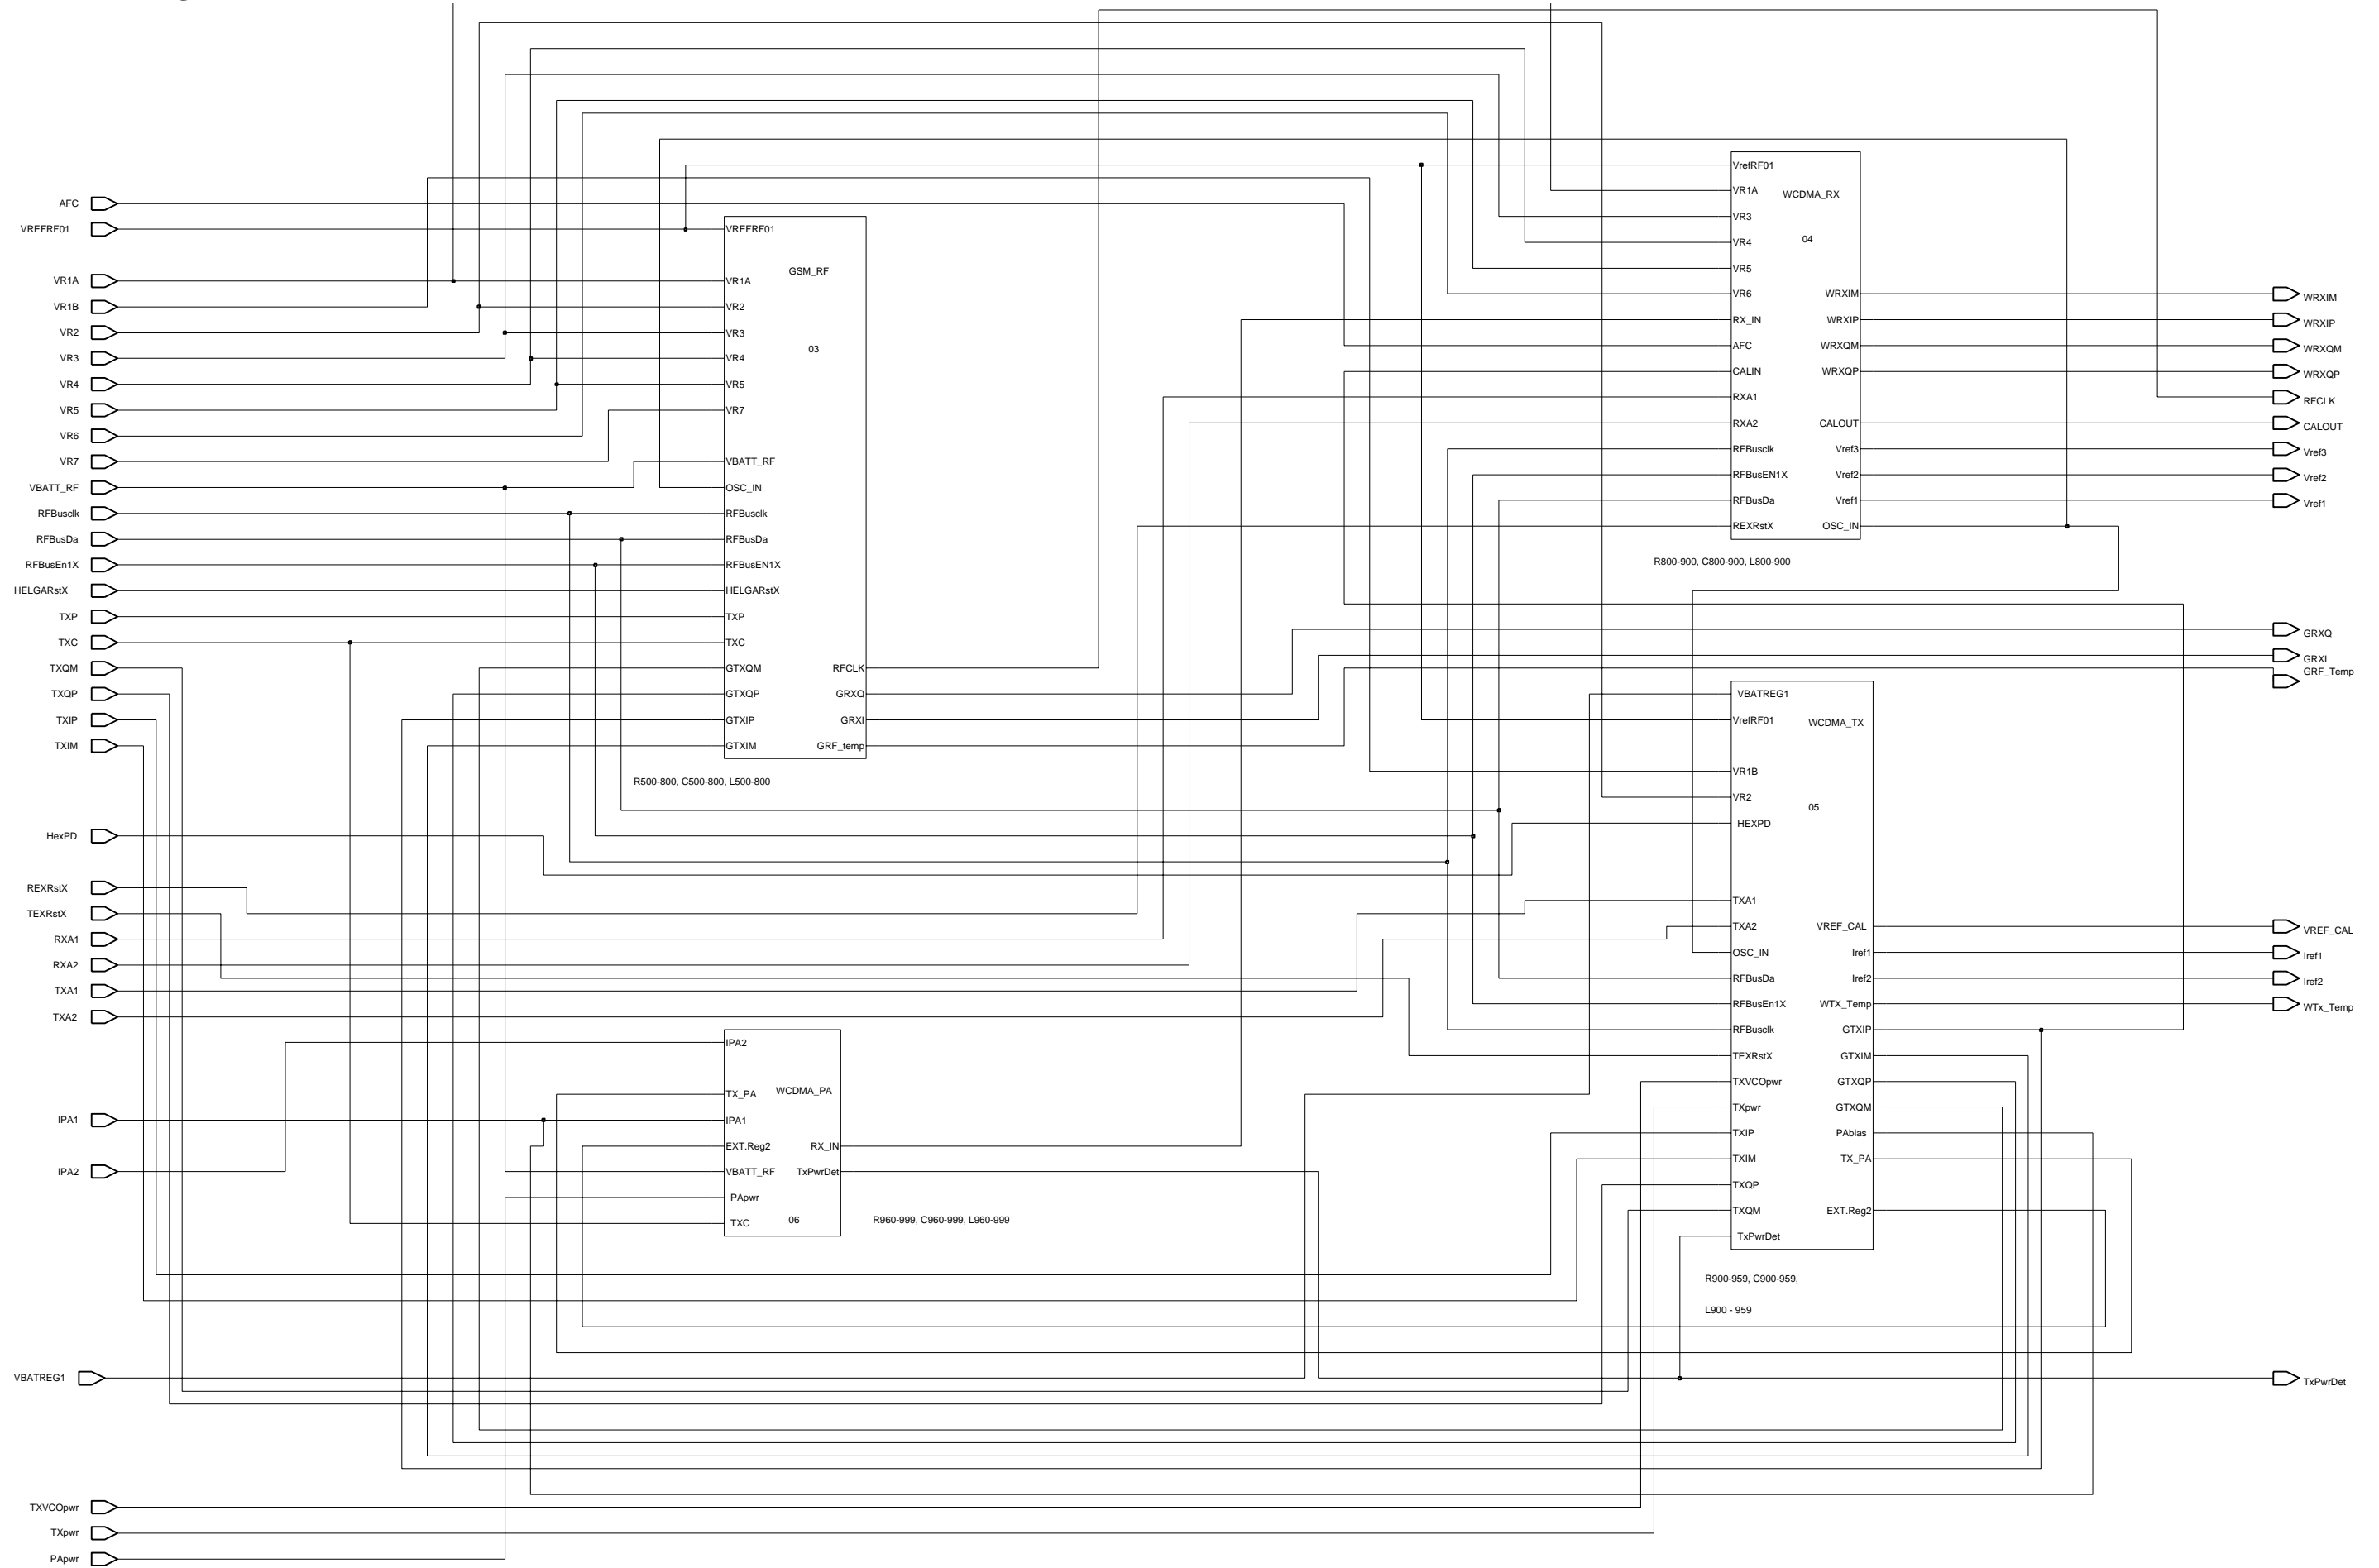 AFC
VREFRF01
VR1A
VR1B
VR2
VR3
VR4
VR5
VR6
VR7
VBATT_RF
RFBusclk
RFBusDa
RFBusEn1X
HELGARstX
TXP
TXC
TXQM
TXQP
TXIP
TXIM
HexPD
REXRstX
TEXRstX
RXA1
RXA2
TXA1
TXA2
IPA1
IPA2
VBATREG1
TXVCOpwr
TXpwr
PApwr
VREFRF01
GSM_RF
VR1A
VR2
VR3
03
VR4
VR5
VR7
VBATT_RF
OSC_IN
RFBusclk
RFBusDa
RFBusEN1X
HELGARstX
TXP
TXC
GTXQM
RFCLK
GTXQP
GRXQ
GTXIP
GRXI
GTXIM
GRF_temp
R500-800, C500-800, L500-800
IPA2
WCDMA_PA
TX_PA
IPA1
EXT.Reg2
RX_IN
VBATT_RF
TxPwrDet
PApwr
TXC
06
R960-999, C960-999, L960-999
VrefRF01
VR1A
WCDMA_RX
VR3
VR4
04
VR5
VR6
WRXIM
RX_IN
WRXIP
AFC
WRXQM
CALIN
WRXQP
RXA1
RXA2
CALOUT
RFBusclk
Vref3
RFBusEN1X
Vref2
RFBusDa
Vref1
REXRstX
OSC_IN
R800-900, C800-900, L800-900
VBATREG1
VrefRF01
WCDMA_TX
VR1B
VR2
05
HEXPD
TXA1
TXA2
VREF_CAL
OSC_IN
Iref1
RFBusDa
Iref2
RFBusEn1X
WTX_Temp
RFBusclk
GTXIP
TEXRstX
GTXIM
TXVCOpwr
GTXQP
TXpwr
GTXQM
TXIP
PAbias
TXIM
TX_PA
TXQP
TXQM
EXT.Reg2
TxPwrDet
R900-959, C900-959,
L900 - 959
WRXIM
WRXIP
WRXQM
WRXQP
RFCLK
CALOUT
Vref3
Vref2
Vref1
GRXQ
GRXI
GRF_Temp
VREF_CAL
Iref1
Iref2
WTx_Temp
TxPwrDet